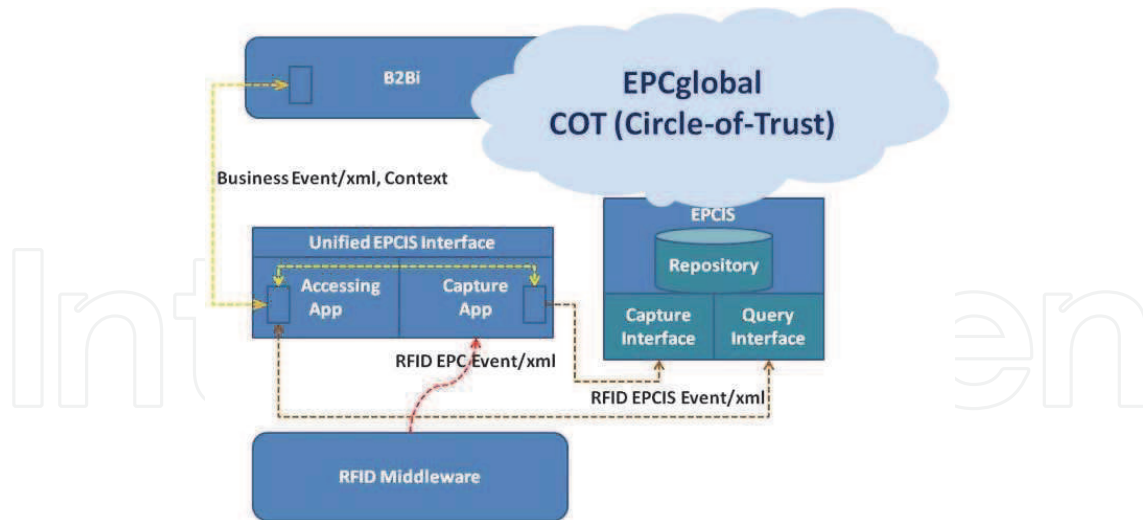 B2Bi
EPCglobal
COT (Circle-of-Trust)
Business Event/xml, Context
EPCIS
Unified EPCIS Interface
Repository
Accessing
App
Capture
App
Capture
Interface
Query
Interface
RFID EPC Event/xml
RFID EPCIS Event/xml
RFID Middleware